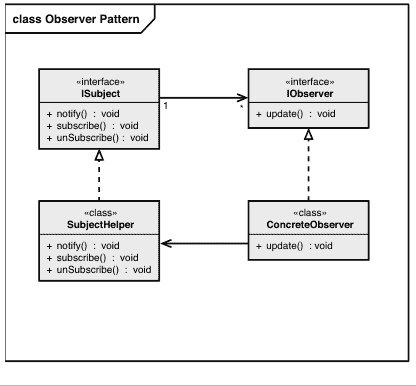 class Observer Pattern
«interface»
ISubject
+ notify() : void
+ subscribe() : void
+ unSubscribe() : void
1
*
«interface»
IObserver
+ update() : void
«class»
SubjectHelper
+ notify() : void
+ subscribe() : void
+ unSubscribe() : void
«class»
ConcreteObserver
+ update() : void